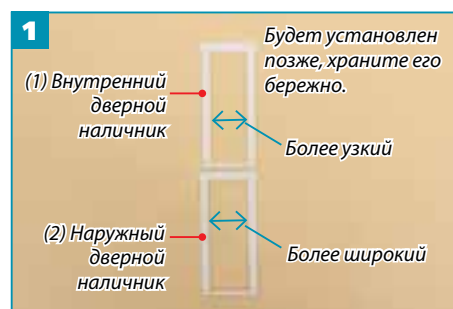 1
Будет установлен
позже, храните его
бережно.
(1) Внутренний
дверной
наличник
Более узкий
(2) Наружный
дверной
наличник
Более широкий